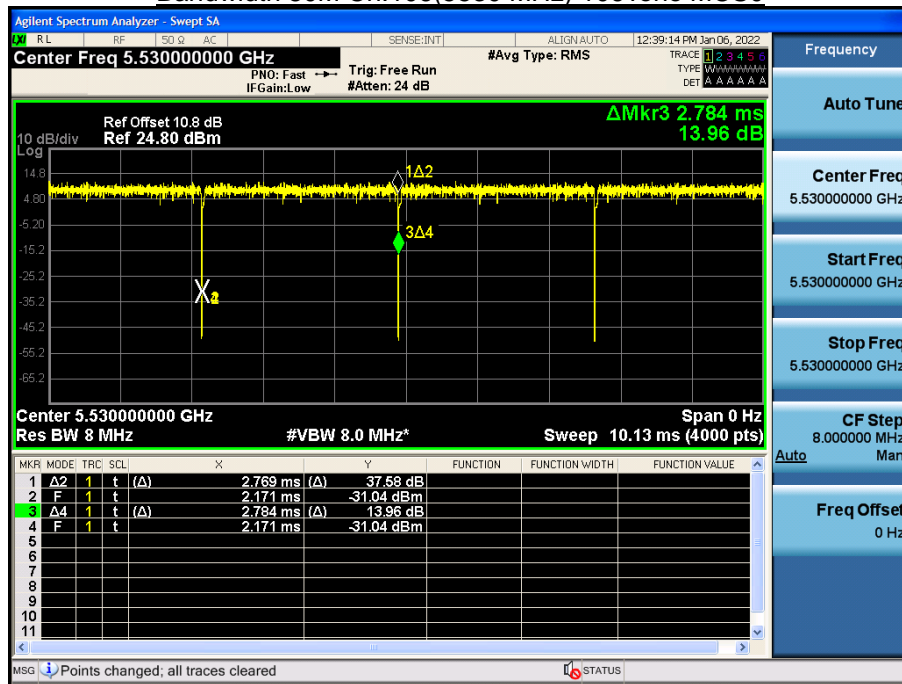 Agilent Spectrum Analyzer - Swept SA
LXI RL RF 50 Ω AC SENSE:INT ALIGN AUTO 12:39:14 PM Jan 06, 2022
Center Freq 5.530000000 GHz
PNO: Fast
IFGain:Low
Trig: Free Run
#Atten: 24 dB
#Avg Type: RMS
TRACE 1 2 3 4 5 6
TYPE WWWWWW
DET A A A A A A
Ref Offset 10.8 dB
Ref 24.80 dBm
10 dB/div
Log
ΔMkr3 2.784 ms
13.96 dB
14.8
4.80
-5.20
-15.2
-25.2
-35.2
-45.2
-55.2
-65.2
1Δ2
3Δ4
Center 5.530000000 GHz Span 0 Hz
Res BW 8 MHz #VBW 8.0 MHz* Sweep 10.13 ms (4000 pts)
MKR MODE TRC SCL X Y FUNCTION FUNCTION WIDTH FUNCTION VALUE
1 Δ2 1 t (Δ) 2.769 ms (Δ) 37.58 dB
2 F 1 t 2.171 ms -31.04 dBm
3 Δ4 1 t (Δ) 2.784 ms (Δ) 13.96 dB
4 F 1 t 2.171 ms -31.04 dBm
5
6
7
8
9
10
11
MSG Points changed; all traces cleared STATUS
Frequency
Auto Tune
Center Freq
5.530000000 GHz
Start Freq
5.530000000 GHz
Stop Freq
5.530000000 GHz
CF Step
8.000000 MHz
Auto Man
Freq Offset
0 Hz